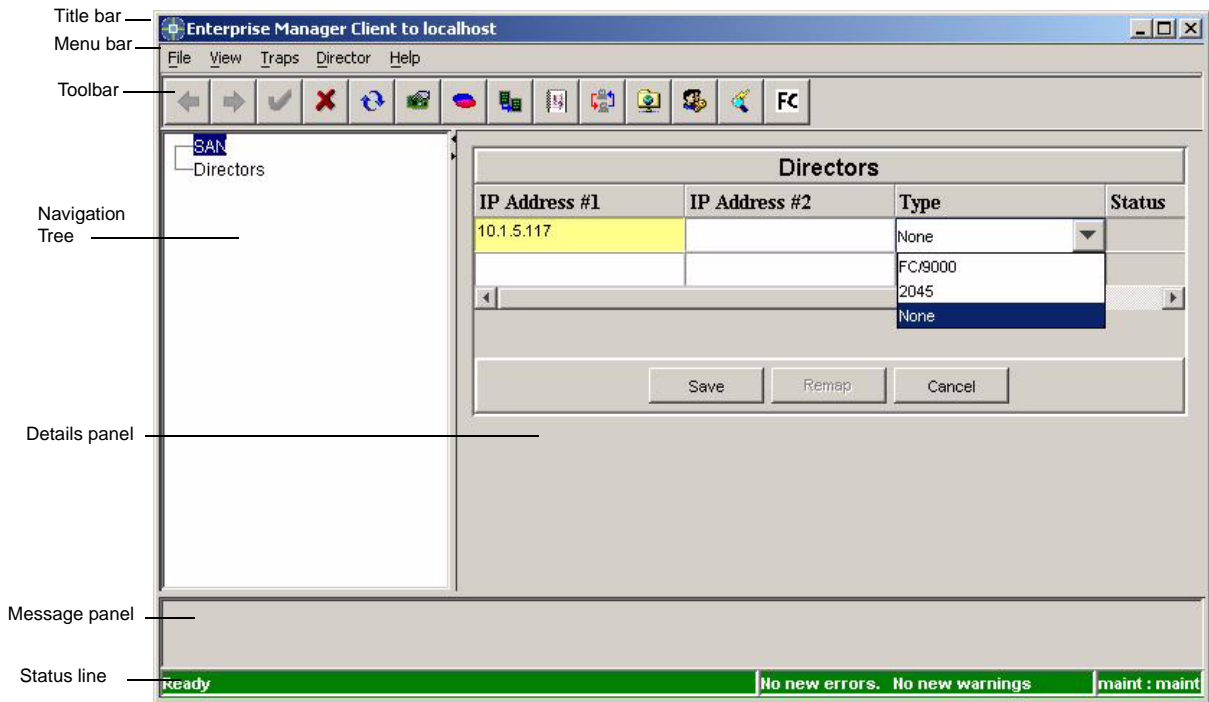 Title bar
Enterprise Manager Client to localhost
Menu bar
File View Traps Director Help
Toolbar
FC
SAN
Directors
Navigation
Tree
Directors
IP Address #1 IP Address #2 Type Status
10.1.5.117 None
FC/9000
2045
None
Save Remap Cancel
Details panel
Message panel
Status line
Ready No new errors. No new warnings maint : maint